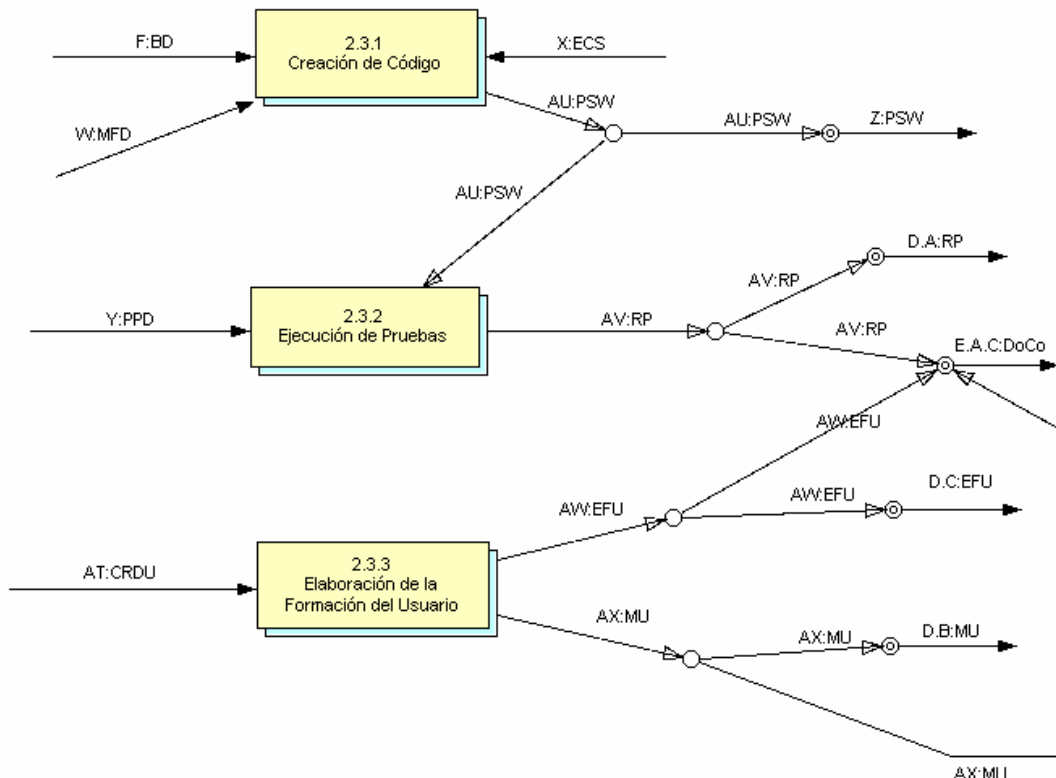 F:BD
2.3.1
Creación de Código
X:ECS
W:MFD
AU:PSW
AU:PSW
Z:PSW
AU:PSW
D.A:RP
AV:RP
Y:PPD
2.3.2
Ejecución de Pruebas
AV:RP
AV:RP
E.A.C:DoCo
AW:EFU
AW:EFU
AW:EFU
D.C:EFU
AT:CRDU
2.3.3
Elaboración de la
Formación del Usuario
AX:MU
AX:MU
D.B:MU
AX:MU